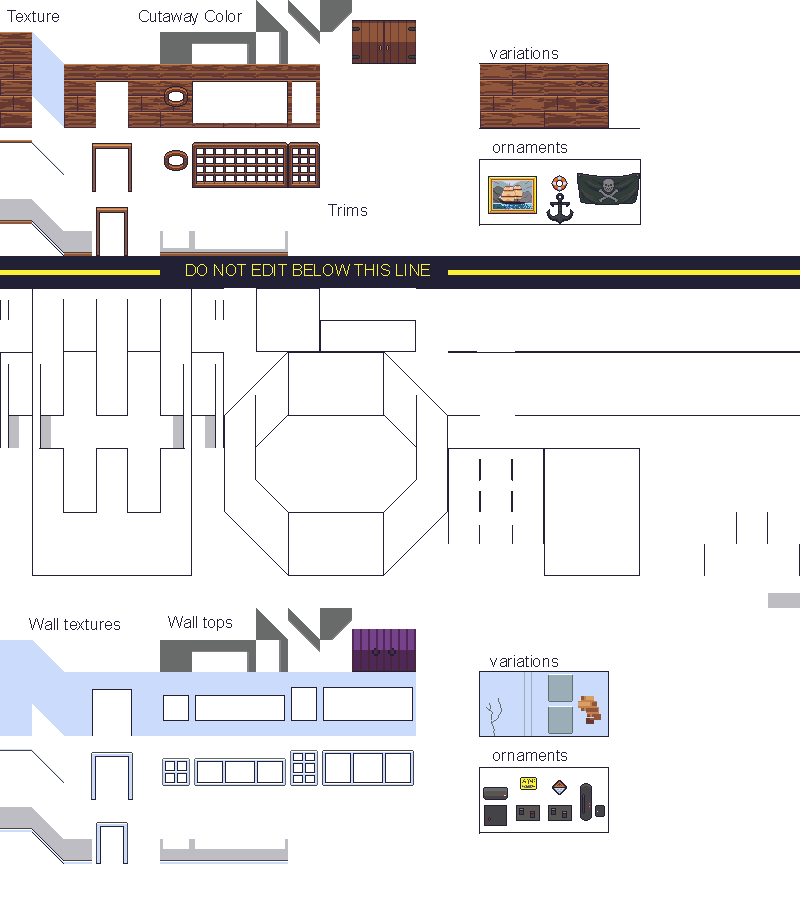 Texture
Cutaway Color
variations
ornaments
Trims
DO NOT EDIT BELOW THIS LINE
Wall textures
Wall tops
variations
ornaments